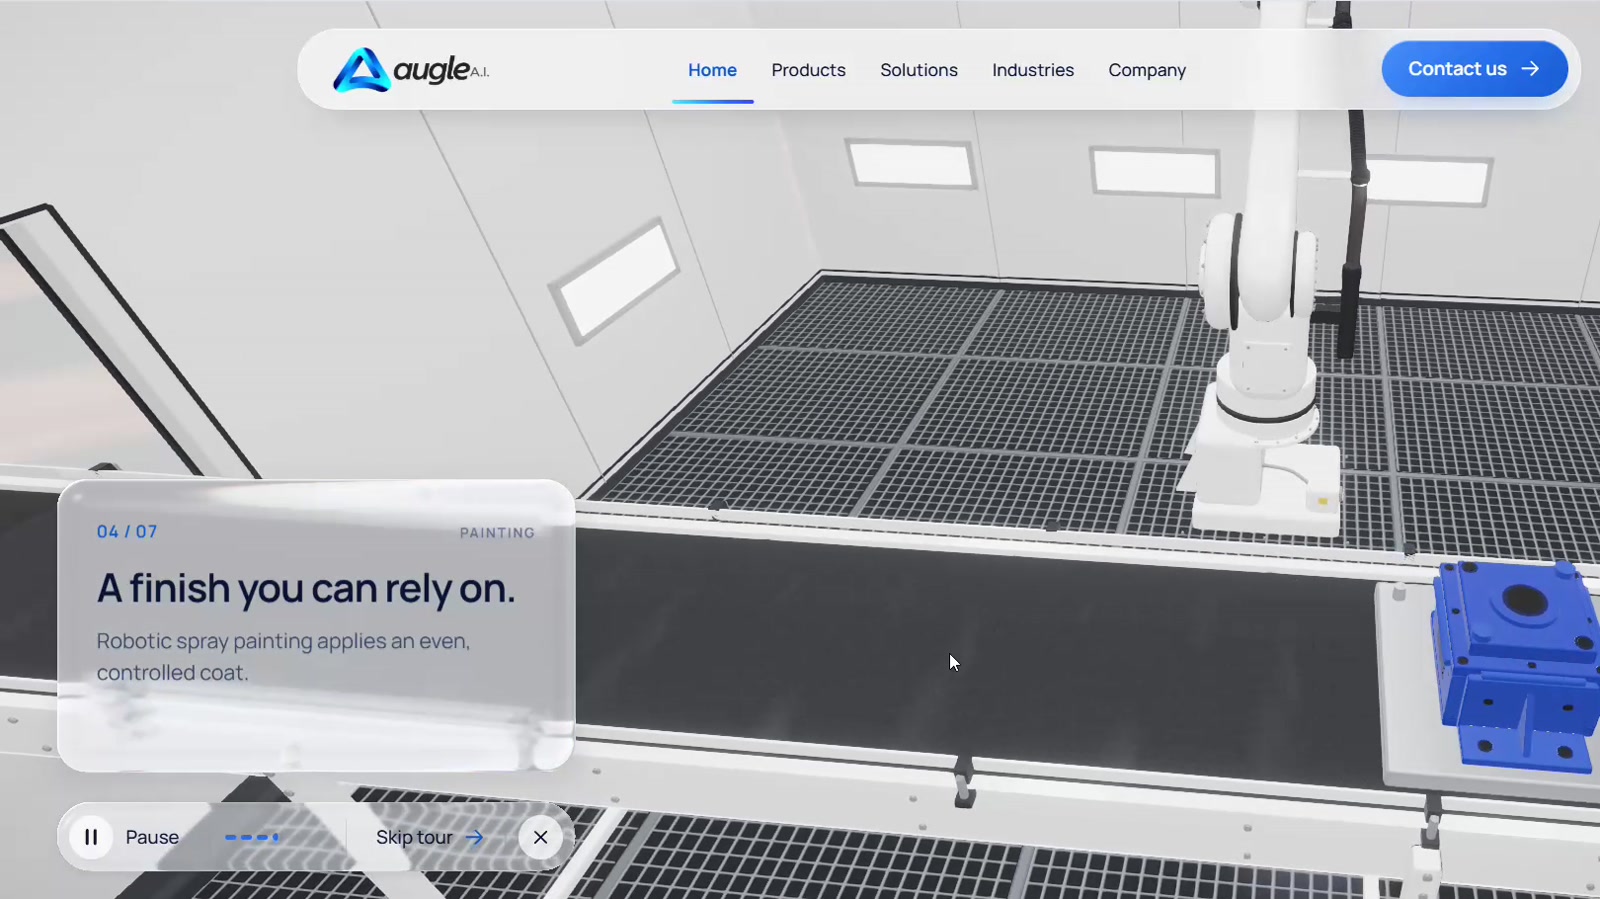 augle A.I.
Home
Products
Solutions
Industries
Company
Contact us
04 / 07
PAINTING
A finish you can rely on.
Robotic spray painting applies an even,
controlled coat.
Pause
Skip tour